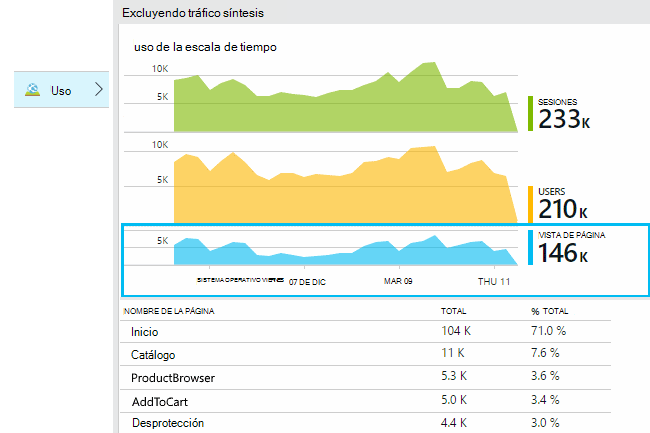 Excluyendo tráfico síntesis
uso de la escala de tiempo
Uso
10K
5K
SESIONES
233K
10K
5K
USERS
210K
5K
VISTA DE PÁGINA
146K
SISTEMA OPERATIVO VIERNES 07 DE DIC MAR 09 THU 11
NOMBRE DE LA PÁGINA TOTAL % TOTAL
Inicio 104 K 71.0 %
Catálogo 11 K 7.6 %
ProductBrowser 5.3 K 3.6 %
AddToCart 5.0 K 3.4 %
Desprotección 4.4 K 3.0 %